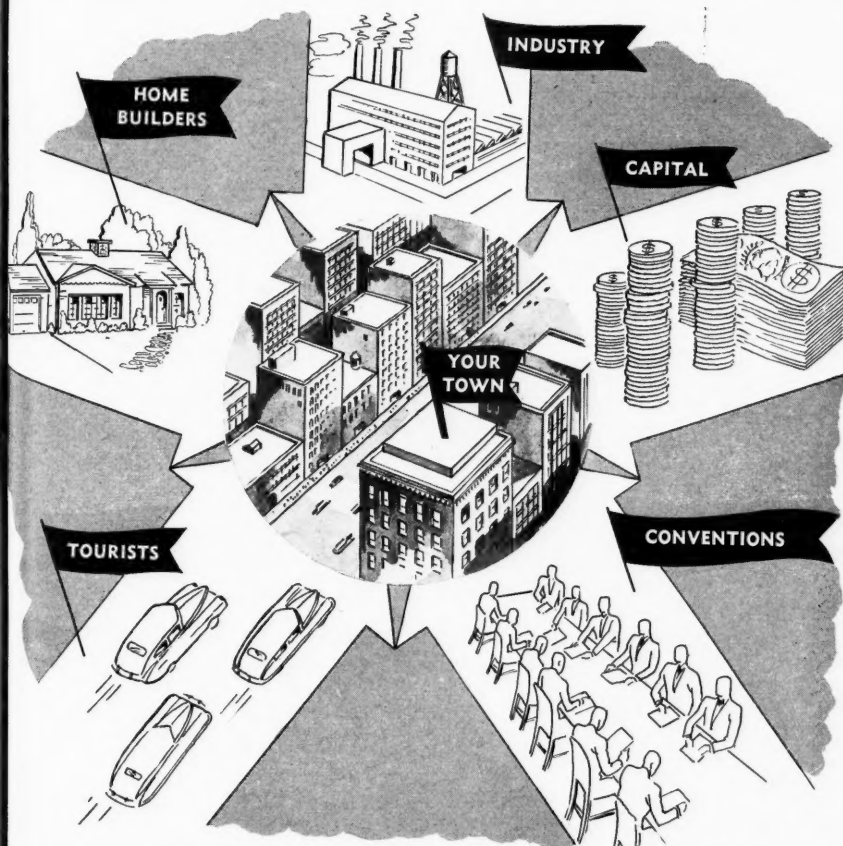 INDUSTRY
HOME
BUILDERS
CAPITAL
$
$
$
$
$
YOUR
TOWN
TOURISTS
CONVENTIONS